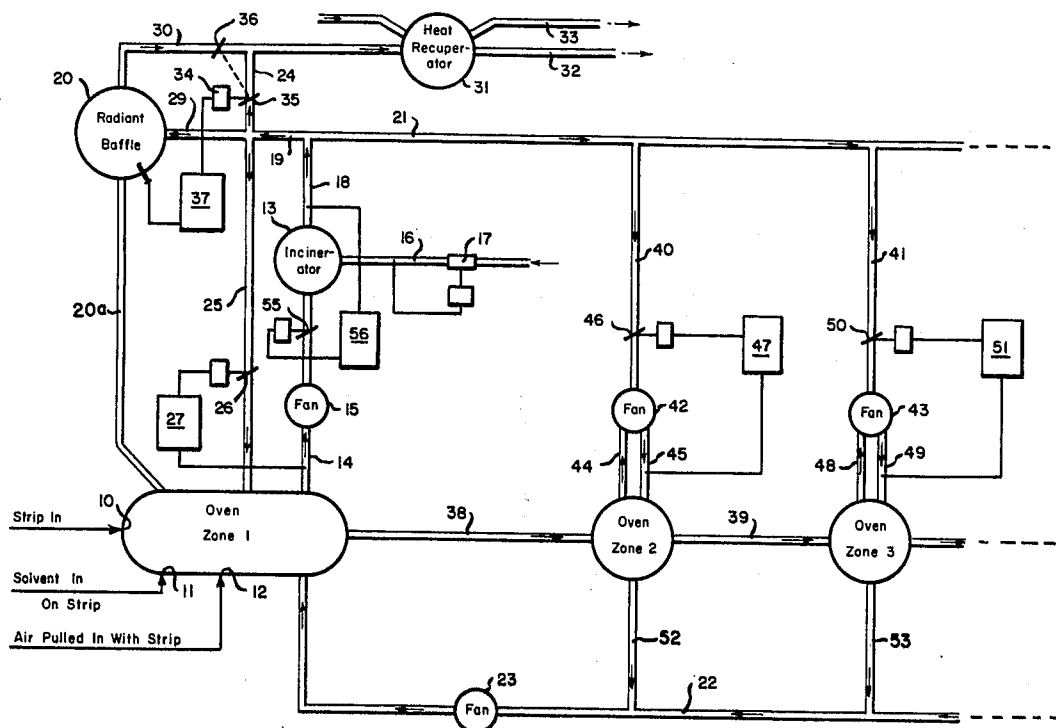 30
36
Heat
Recuper-
ator
33
32
31
20
34
24
35
29
Radiant
Baffle
21
19
18
37
13
Inciner-
ator
16
17
40
41
20a
25
55
56
46
47
50
51
26
27
Fan
15
Fan
42
Fan
43
14
44
45
48
49
10
Strip In
Oven
Zone 1
38
Oven
Zone 2
39
Oven
Zone 3
Solvent In
On Strip
11
12
Air Pulled In With Strip
52
53
23
Fan
22